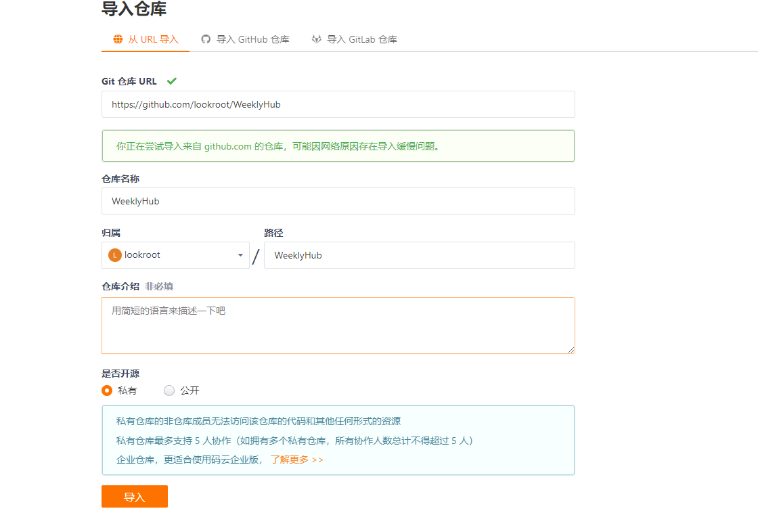 导入仓库
从 URL 导入 导入 GitHub 仓库 导入 GitLab 仓库
Git 仓库 URL
https://github.com/lookroot/WeeklyHub
你正在尝试导入来自 github.com 的仓库，可能因网络原因存在导入缓慢问题。
仓库名称
WeeklyHub
归属 路径
L lookroot / WeeklyHub
仓库介绍 非必填
用简短的语言来描述一下吧
是否开源
私有 公开
私有仓库的非仓库成员无法访问该仓库的代码和其他任何形式的资源
私有仓库最多支持 5 人协作（如拥有多个私有仓库，所有协作人数总计不得超过 5 人）
企业仓库，更适合使用码云企业版， 了解更多 >>
导入